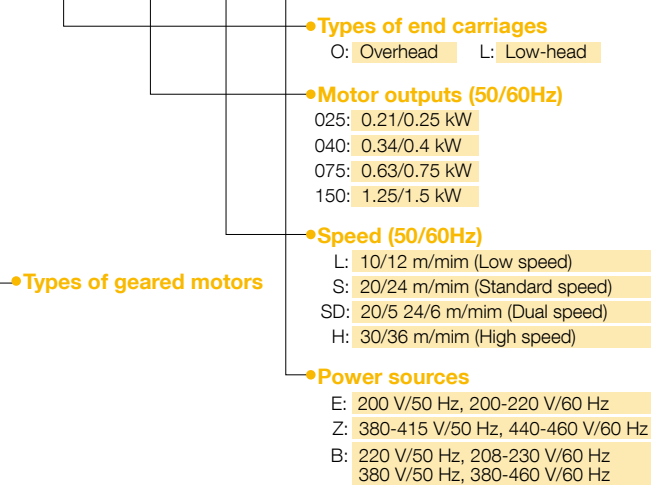 Types of end carriages
O: Overhead L: Low-head
Motor outputs (50/60Hz)
025: 0.21/0.25 kW
040: 0.34/0.4 kW
075: 0.63/0.75 kW
150: 1.25/1.5 kW
Speed (50/60Hz)
L: 10/12 m/mim (Low speed)
Types of geared motors
S: 20/24 m/mim (Standard speed)
SD: 20/5 24/6 m/mim (Dual speed)
H: 30/36 m/mim (High speed)
Power sources
E: 200 V/50 Hz, 200-220 V/60 Hz
Z: 380-415 V/50 Hz, 440-460 V/60 Hz
B: 220 V/50 Hz, 208-230 V/60 Hz
380 V/50 Hz, 380-460 V/60 Hz